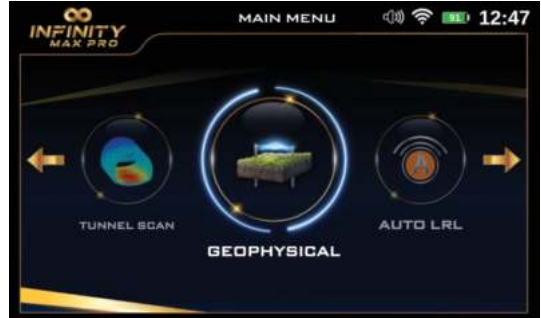 INFINITY
MAX PRO
MAIN MENU
91
12:47
TUNNEL SCAN
GEOPHYSICAL
A
AUTO LRL